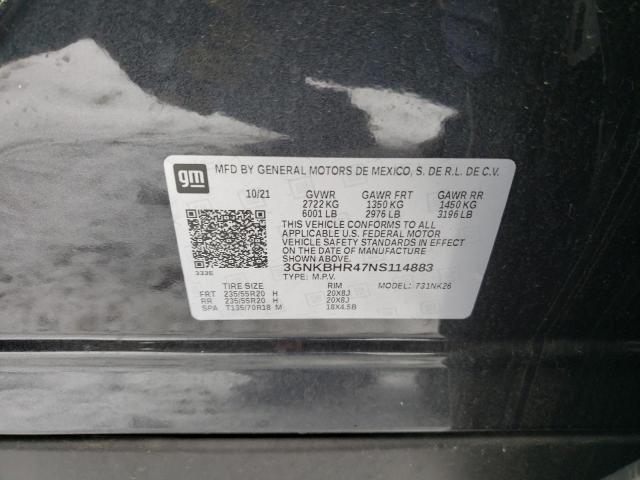 gm
MFD BY GENERAL MOTORS DE MEXICO, S. DE R.L. DE C.V.
10/21 GVWR GAWR FRT GAWR RR
2722 KG 1350 KG 1450 KG
6001 LB 2976 LB 3196 LB
THIS VEHICLE CONFORMS TO ALL
APPLICABLE U.S. FEDERAL MOTOR
VEHICLE SAFETY STANDARDS IN EFFECT
ON THE DATE OF MANUFACTURE
SHOWN ABOVE.
333E 3GNKBHR47NS114883
TYPE: M.P.V.
TIRE SIZE RIM MODEL: 731NK26
FRT 235/55R20 H 20X8J
RR 235/55R20 H 20X8J
SPA T135/70R18 M 18X4.5B